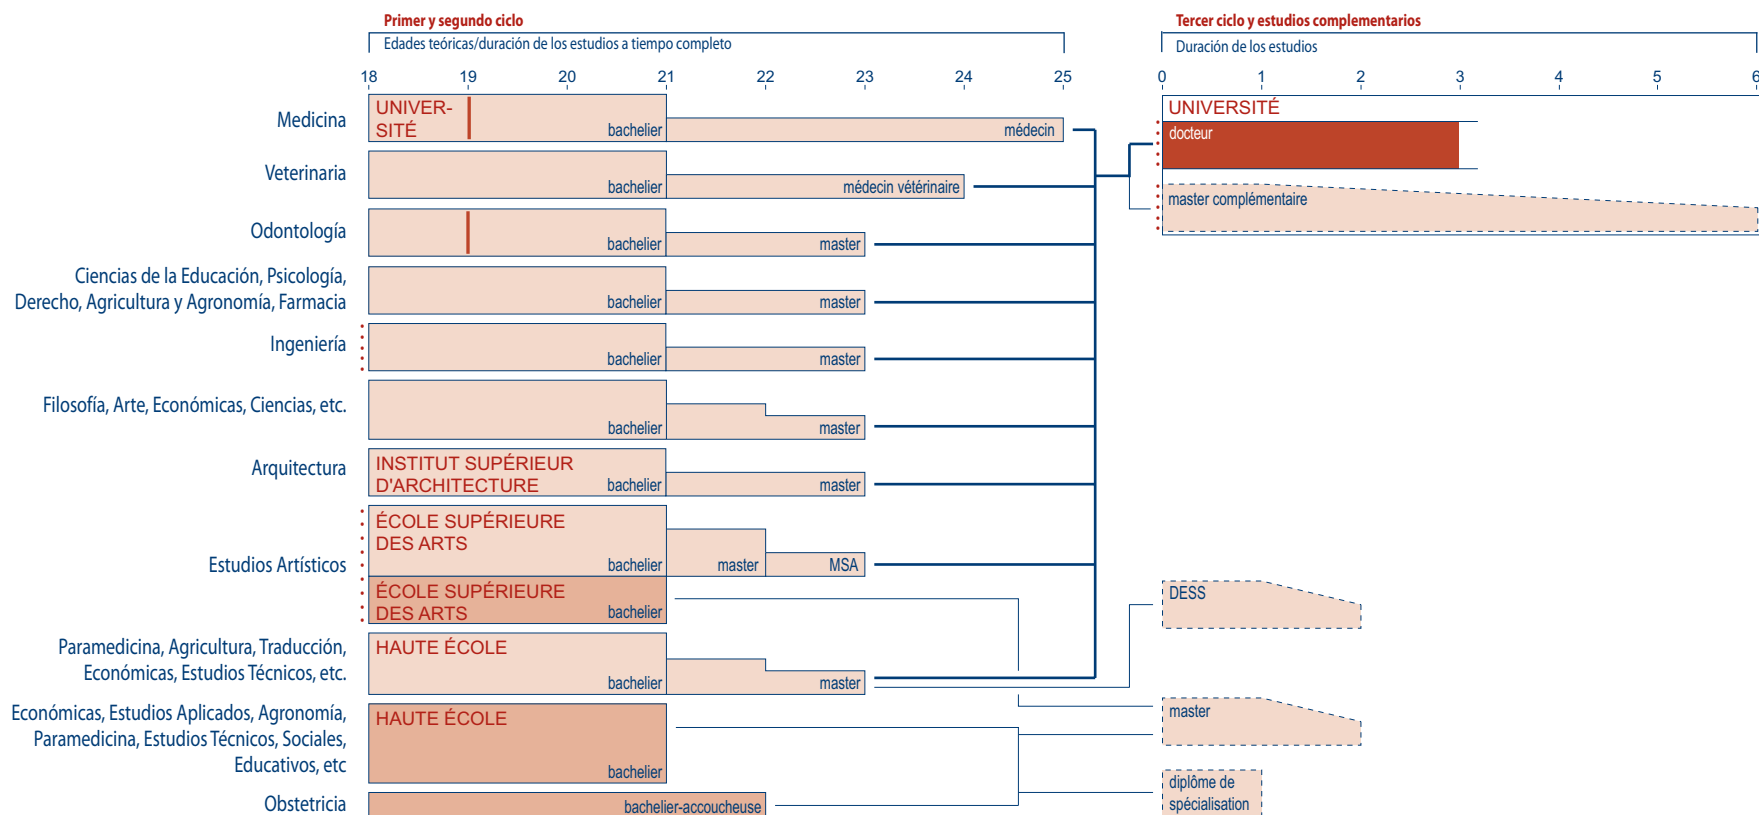 Primer y segundo ciclo
Edades teóricas/duración de los estudios a tiempo completo
18 19 20 21 22 23 24 25
Tercer ciclo y estudios complementarios
Duración de los estudios
0 1 2 3 4 5 6
Medicina
UNIVER-
SITÉ
bachelier
médecin
UNIVERSITÉ
docteur
Veterinaria
bachelier
médecin vétérinaire
master complémentaire
Odontología
bachelier
master
Ciencias de la Educación, Psicología,
Derecho, Agricultura y Agronomía, Farmacia
bachelier
master
Ingeniería
bachelier
master
Filosofía, Arte, Económicas, Ciencias, etc.
bachelier
master
Arquitectura
INSTITUT SUPÉRIEUR
D'ARCHITECTURE
bachelier
master
Estudios Artísticos
ÉCOLE SUPÉRIEURE
DES ARTS
bachelier
master
MSA
ÉCOLE SUPÉRIEURE
DES ARTS
bachelier
DESS
Paramedicina, Agricultura, Traducción,
Económicas, Estudios Técnicos, etc.
HAUTE ÉCOLE
bachelier
master
Económicas, Estudios Aplicados, Agronomía,
Paramedicina, Estudios Técnicos, Sociales,
Educativos, etc
HAUTE ÉCOLE
bachelier
master
Obstetricia
bachelier-accoucheuse
diplôme de
spécialisation